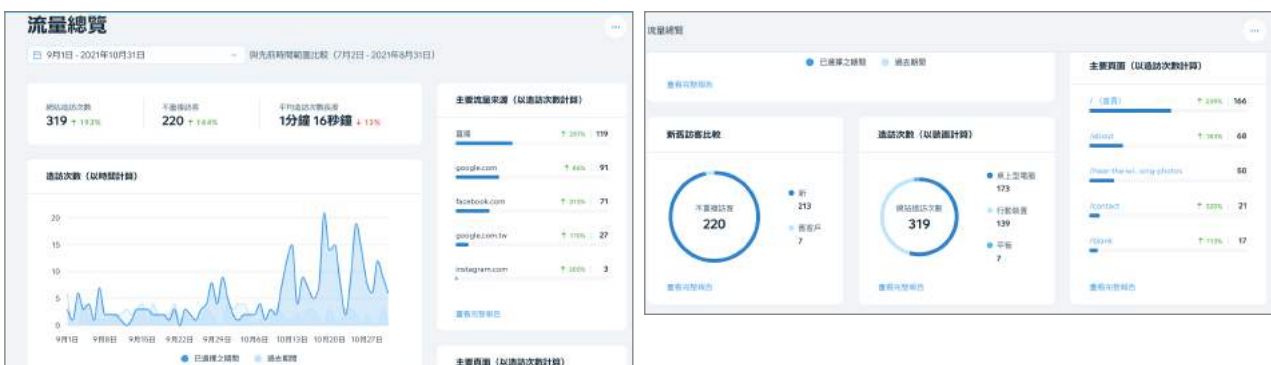 流量總覽
9月1日 - 2021年10月31日
與先前時間範圍比較（7月2日 - 2021年8月31日）
網站造訪次數
319 ↑ 193%
不重複訪客
220 ↑ 144%
平均造訪次數長度
1分鐘 16秒鐘 ↓ 13%
造訪次數（以時間計算）
20
15
10
5
0
9月1日 9月8日 9月15日 9月22日 9月29日 10月6日 10月13日 10月20日 10月27日
已選擇之期間 過去期間
主要流量來源（以造訪次數計算）
直接 119
google.com 91
facebook.com 71
google.com.tw 27
instagram.com 3
查看完整報告
主要頁面（以造訪次數計算）
流量總覽
已選擇之期間 過去期間
查看完整報告
新舊訪客比較
不重複訪客
220
新
213
舊客戶
7
查看完整報告
造訪次數（以裝置計算）
網站造訪次數
319
桌上型電腦
173
行動裝置
139
平板
7
查看完整報告
主要頁面（以造訪次數計算）
/ （首頁） 166
/about 68
50
/contact 21
/blank 17
查看完整報告